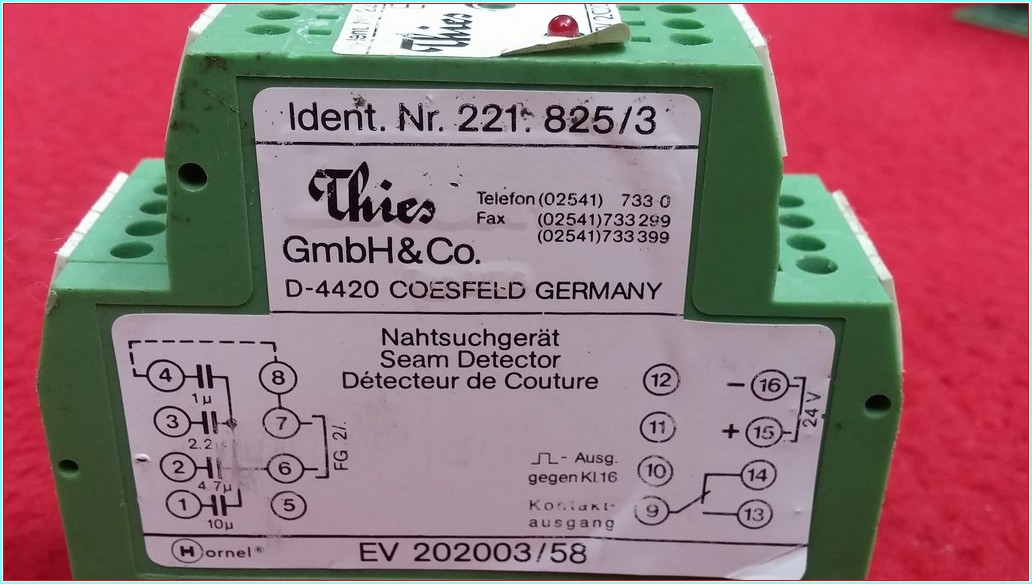 Thies
Ident. Nr. 221. 825/3
Thies
Telefon (02541) 733 0
Fax (02541) 733 299
(02541) 733 399
GmbH & Co.
D-4420 COESFELD GERMANY
Nahtsuchgerät
Seam Detector
Détecteur de Couture
4 8 12 − 16
1µ
3 7 11 + 15
24 V
2.2
FG. 2/.
2 6 10 14
⎍ - Ausg.
gegen Kl.16
4.7µ
1 5 9 13
10µ
Kontakt-
ausgang
Hornel®
EV 202003/58